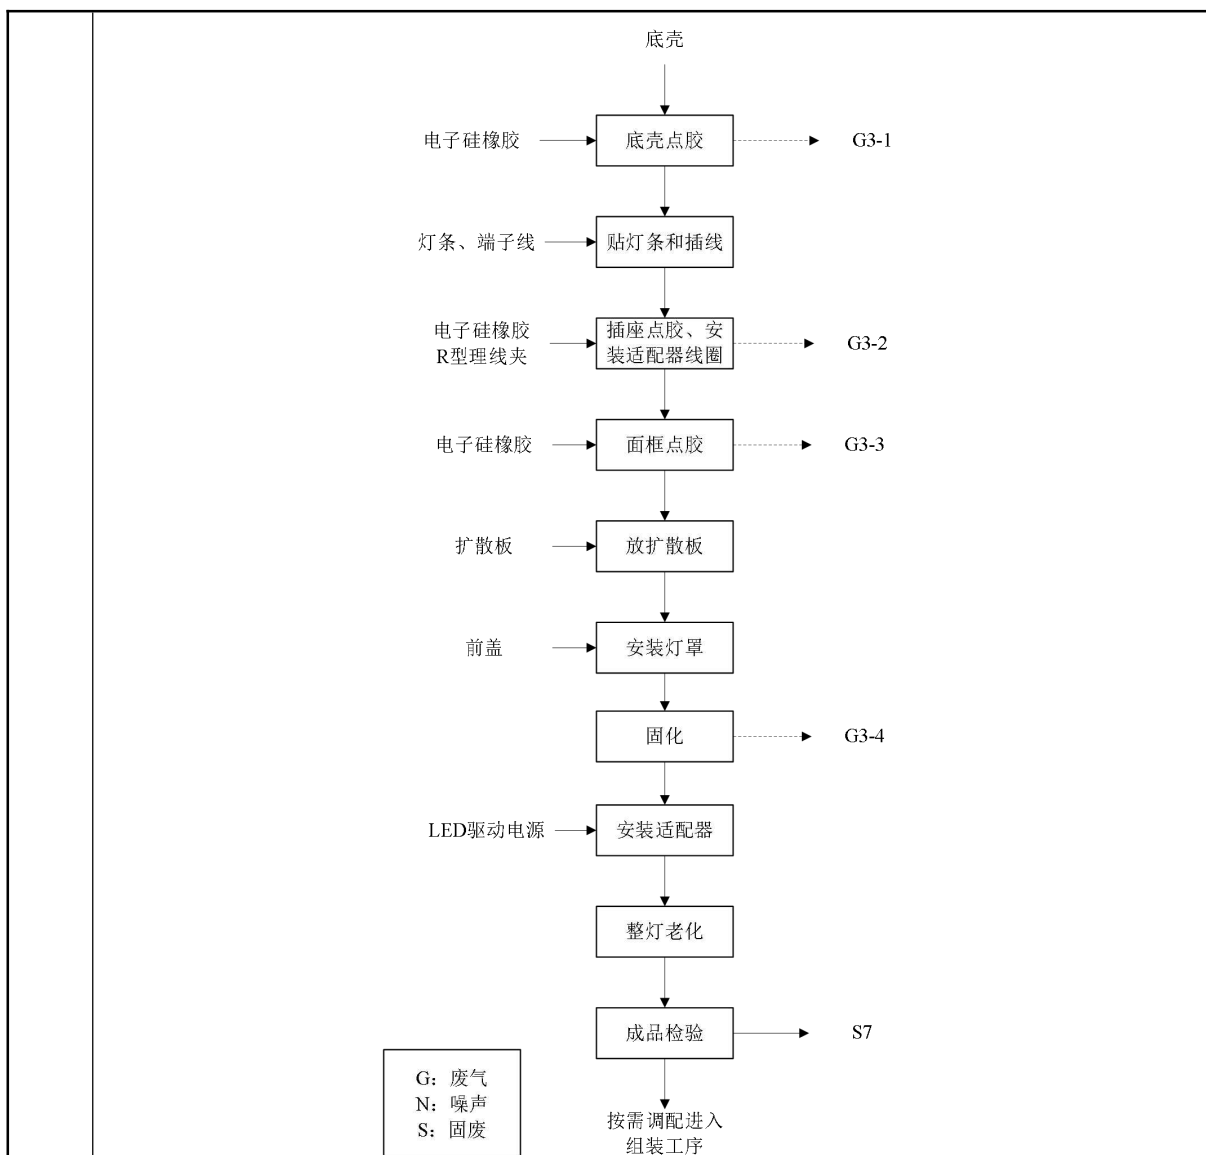 底壳
电子硅橡胶
底壳点胶
G3-1
灯条、端子线
贴灯条和插线
电子硅橡胶
R型理线夹
插座点胶、安
装适配器线圈
G3-2
电子硅橡胶
面框点胶
G3-3
扩散板
放扩散板
前盖
安装灯罩
固化
G3-4
LED驱动电源
安装适配器
整灯老化
成品检验
S7
G：废气
N：噪声
S：固废
按需调配进入
组装工序